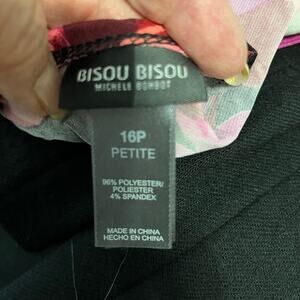 BISOU BISOU
MICHELE BOHBOT
16P
PETITE
96% POLYESTER/
POLIESTER
4% SPANDEX
MADE IN CHINA
HECHO EN CHINA